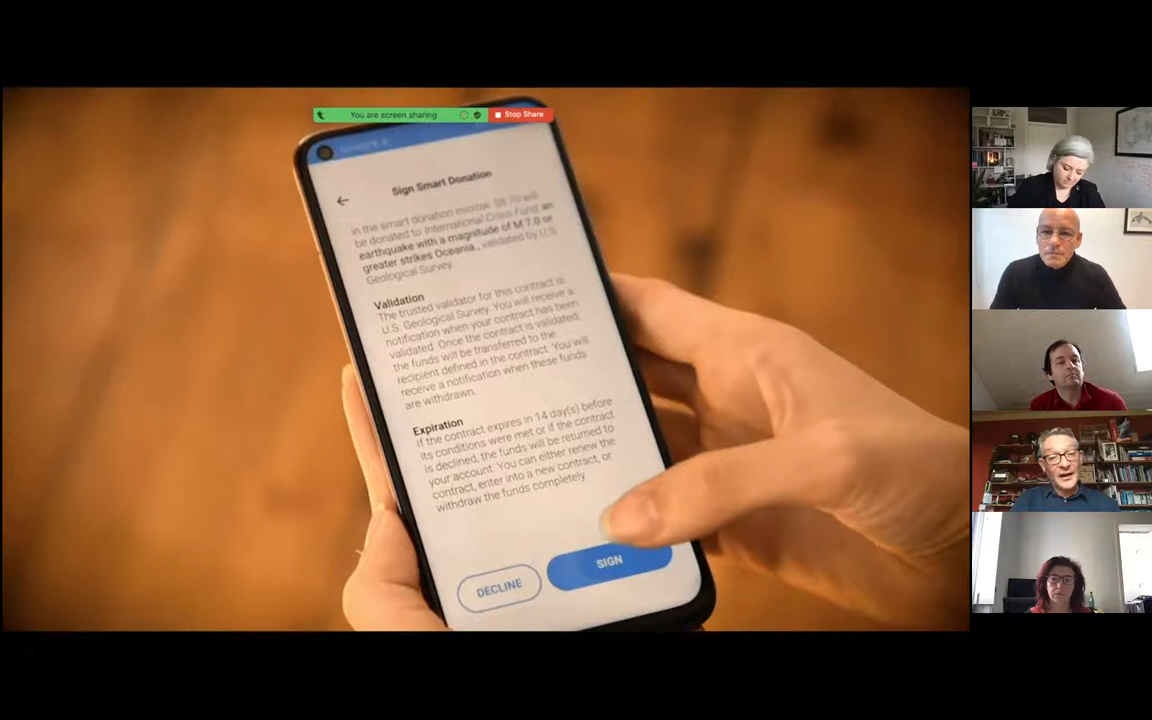 You are screen sharing
Stop Share
Sign Smart Donation
in the smart donation escrow.
be donated to International Crisis Fund
earthquake with a magnitude of M 7.0 or
greater strikes Oceania., validated by U.S.
Geological Survey
Validation
The trusted validator for this contract is
U.S. Geological Survey. You will receive a
notification when your contract has been
validated. Once the contract is validated,
the funds will be transferred to the
recipient defined in the contract. You will
receive a notification when these funds
are withdrawn.
Expiration
If the contract expires in 14 day(s) before
its conditions were met or if the contract
is declined, the funds will be returned to
your account. You can either renew the
contract, enter into a new contract, or
withdraw the funds completely
DECLINE
SIGN